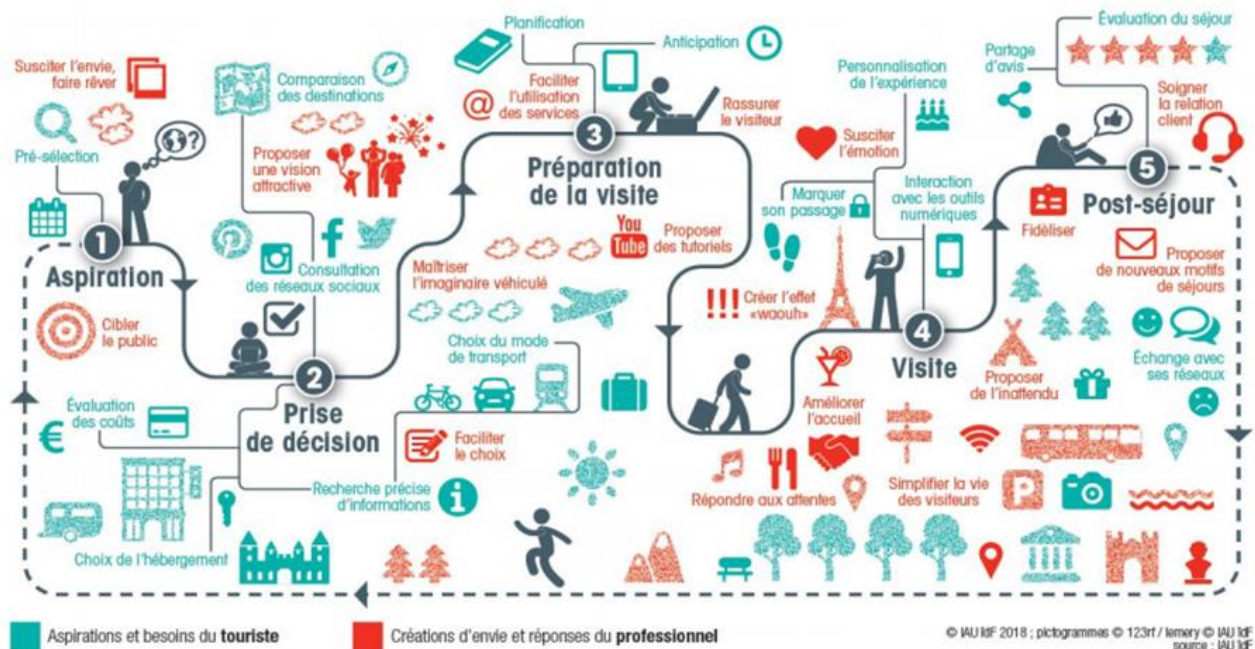 Susciter l'envie,
faire rêver
Pré-sélection
?
1
Aspiration
Cibler
le public
Comparaison
des destinations
Proposer
une vision
attractive
Consultation
des réseaux sociaux
2
Prise
de décision
Évaluation
des coûts
€
Choix de l'hébergement
Recherche précise
d'informations
i
Faciliter
le choix
Choix du mode
de transport
Maîtriser
l'imaginaire véhiculé
Planification
Anticipation
@
Faciliter
l'utilisation
des services
Rassurer
le visiteur
3
Préparation
de la visite
You
Tube
Proposer
des tutoriels
Personnalisation
de l'expérience
Susciter
l'émotion
Marquer
son passage
Interaction
avec les outils
numériques
!!!
Créer l'effet
«waouh»
4
Visite
Améliorer
l'accueil
Répondre aux attentes
Simplifier la vie
des visiteurs
P
Proposer
de l'inattendu
Évaluation du séjour
Partage
d'avis
Soigner
la relation
client
5
Post-séjour
Fidèliser
Proposer
de nouveaux motifs
de séjours
Échange avec
ses réseaux
Aspirations et besoins du touriste
Créations d'envie et réponses du professionnel
© IAU IdF 2018 ; pictogrammes © 123rf / lemery © IAU IdF
source : IAU IdF